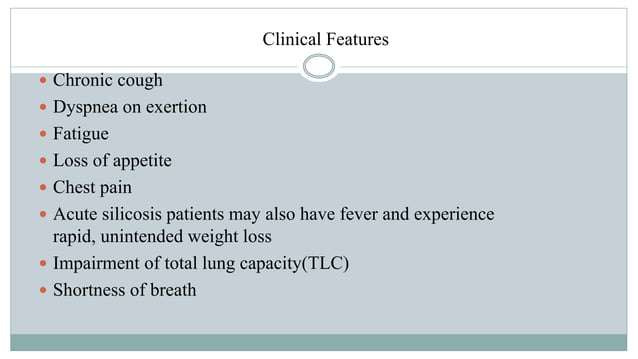 Clinical Features
Chronic cough
Dyspnea on exertion
Fatigue
Loss of appetite
Chest pain
Acute silicosis patients may also have fever and experience
rapid, unintended weight loss
Impairment of total lung capacity(TLC)
Shortness of breath